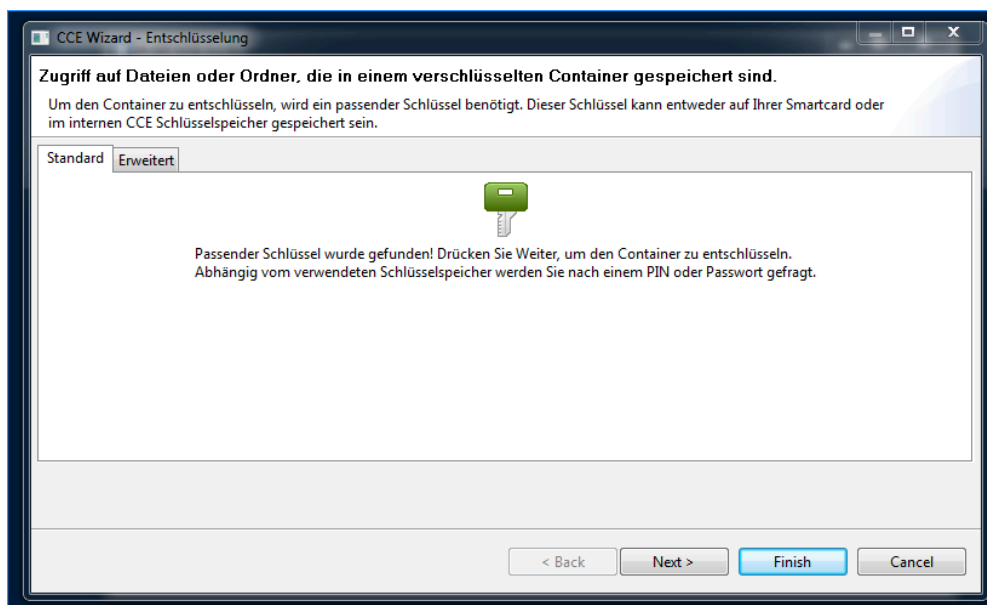 CCE Wizard - Entschlüsselung
Zugriff auf Dateien oder Ordner, die in einem verschlüsselten Container gespeichert sind.
Um den Container zu entschlüsseln, wird ein passender Schlüssel benötigt. Dieser Schlüssel kann entweder auf Ihrer Smartcard oder
im internen CCE Schlüsselspeicher gespeichert sein.
Standard Erweitert
Passender Schlüssel wurde gefunden! Drücken Sie Weiter, um den Container zu entschlüsseln.
Abhängig vom verwendeten Schlüsselspeicher werden Sie nach einem PIN oder Passwort gefragt.
< Back Next > Finish Cancel